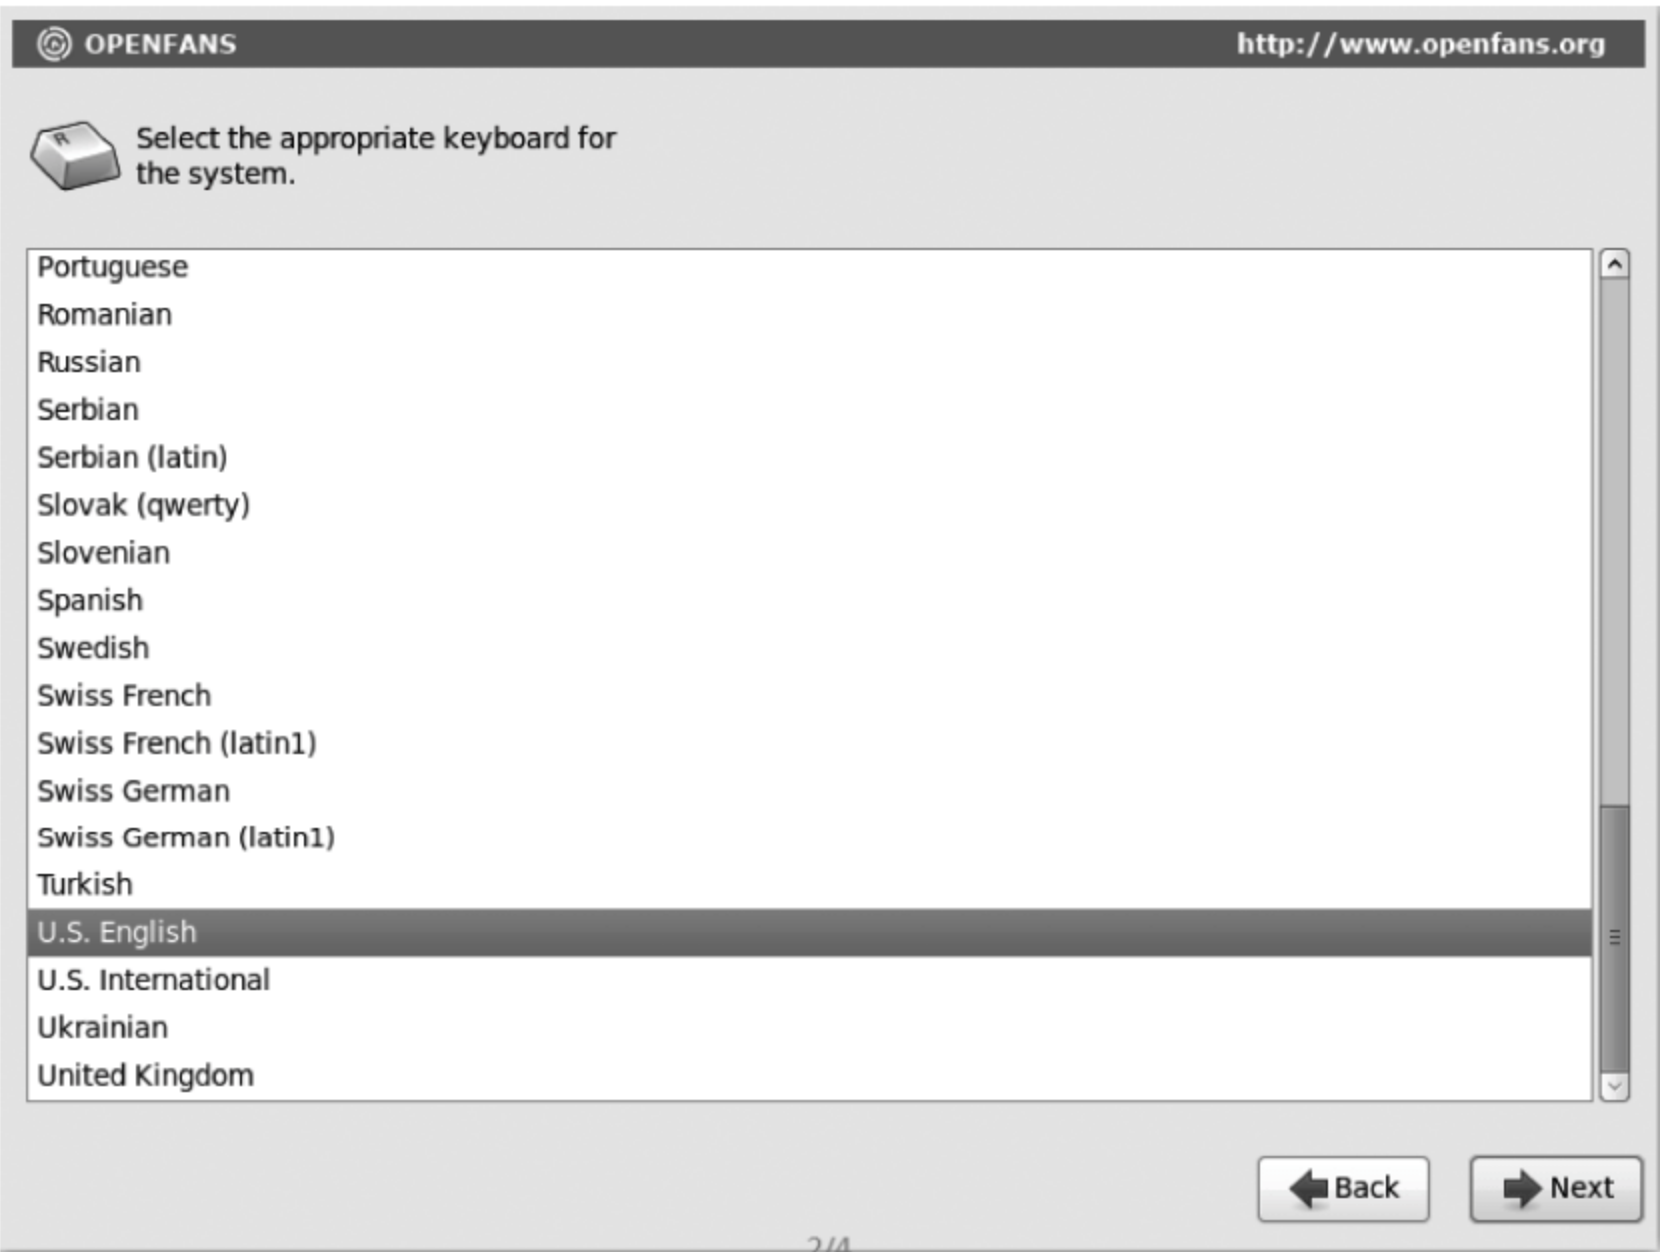 OPENFANS
http://www.openfans.org
R
Select the appropriate keyboard for
the system.
Portuguese
Romanian
Russian
Serbian
Serbian (latin)
Slovak (qwerty)
Slovenian
Spanish
Swedish
Swiss French
Swiss French (latin1)
Swiss German
Swiss German (latin1)
Turkish
U.S. English
U.S. International
Ukrainian
United Kingdom
Back
Next
2/4